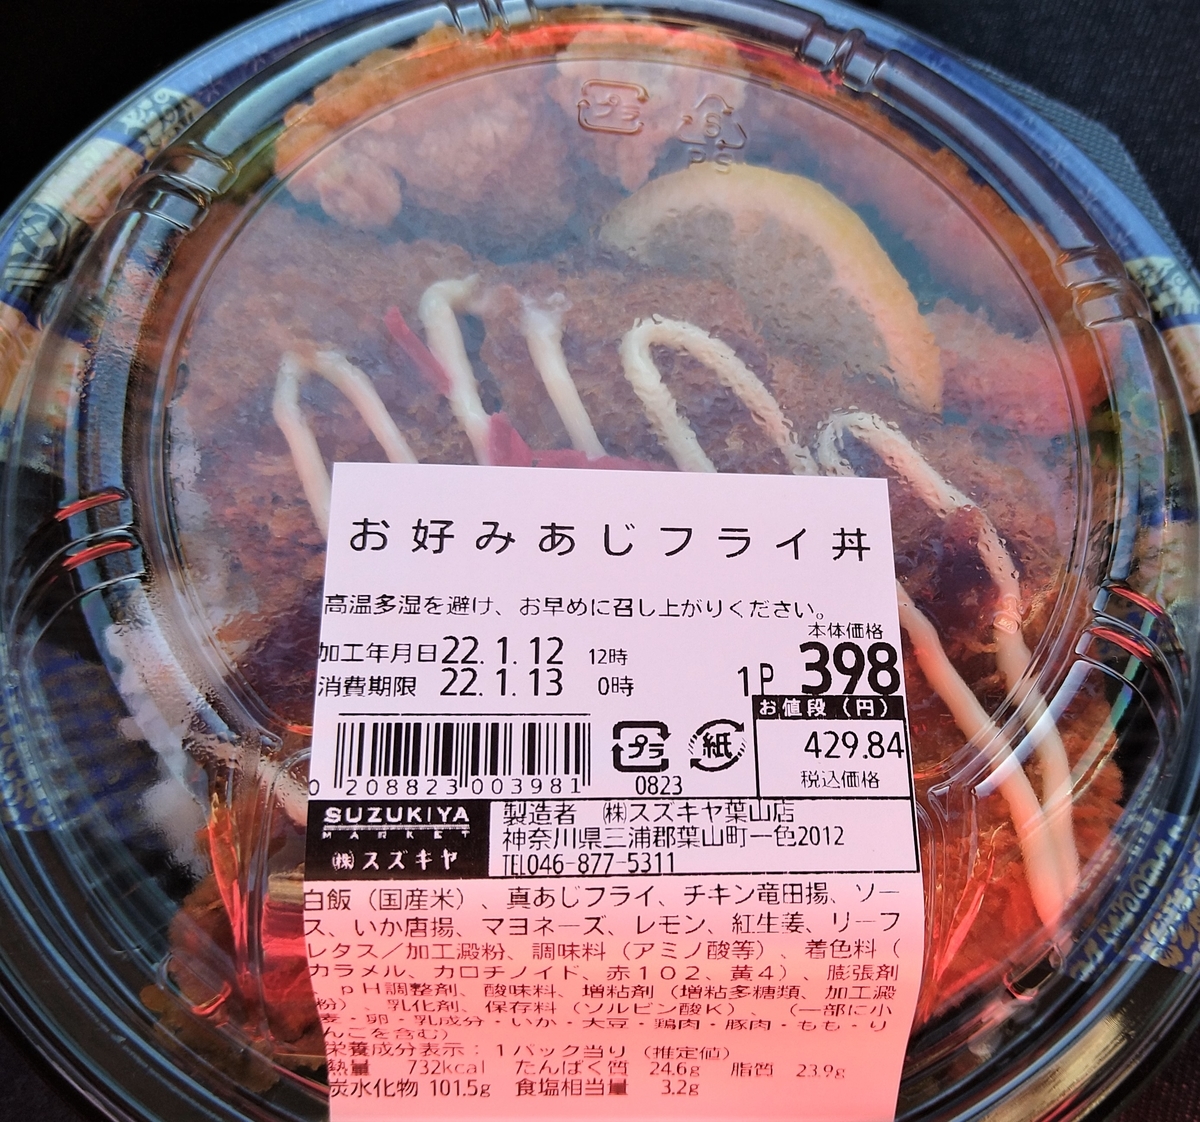 プラ
6
PS
お好みあじフライ丼
高温多湿を避け、お早めに召し上がりください。
本体価格
加工年月日22. 1. 12 12時
消費期限 22. 1. 13 0時
1P 398
お値段(円)
429.84
税込価格
0 208823 003981
プラ 紙
0823
SUZUKIYA
MARKET
㈱スズキヤ
製造者 ㈱スズキヤ葉山店
神奈川県三浦郡葉山町一色2012
TEL046-877-5311
白飯(国産米)、真あじフライ、チキン竜田揚、ソー
ス、いか唐揚、マヨネーズ、レモン、紅生姜、リーフ
レタス/加工澱粉、調味料(アミノ酸等)、着色料(
カラメル、カロチノイド、赤102、黄4)、膨張剤
、pH調整剤、酸味料、増粘剤(増粘多糖類、加工澱
粉)、乳化剤、保存料(ソルビン酸K)、(一部に小
麦・卵・乳成分・いか・大豆・鶏肉・豚肉・もも・り
んごを含む)
栄養成分表示:1パック当り(推定値)
熱量 732kcal たんぱく質 24.6g 脂質 23.9g
炭水化物 101.5g 食塩相当量 3.2g